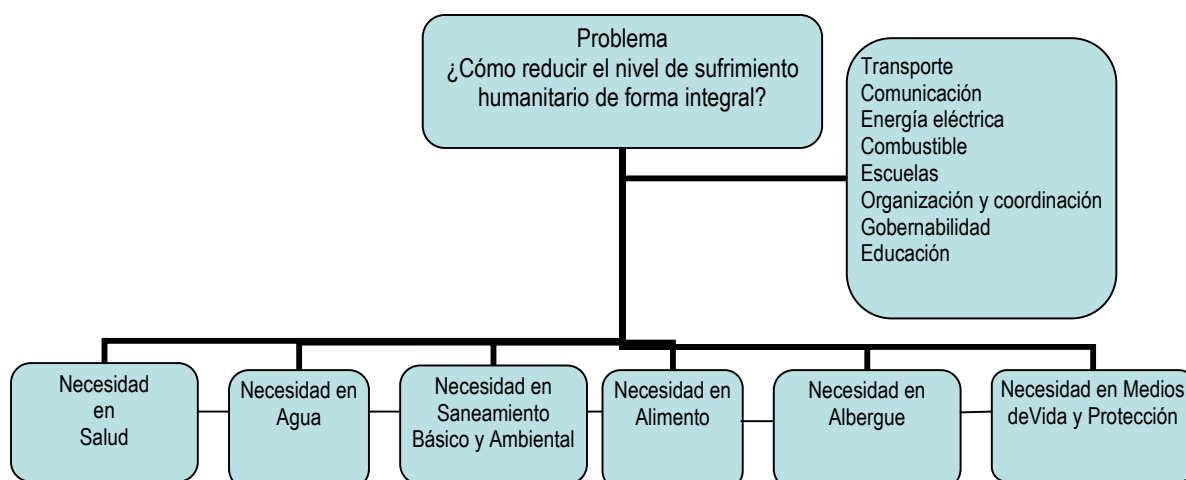 Problema
¿Cómo reducir el nivel de sufrimiento
humanitario de forma integral?
Transporte
Comunicación
Energía eléctrica
Combustible
Escuelas
Organización y coordinación
Gobernabilidad
Educación
Necesidad
en
Salud
Necesidad en
Agua
Necesidad en
Saneamiento
Básico y Ambiental
Necesidad en
Alimento
Necesidad en
Albergue
Necesidad en Medios
deVida y Protección